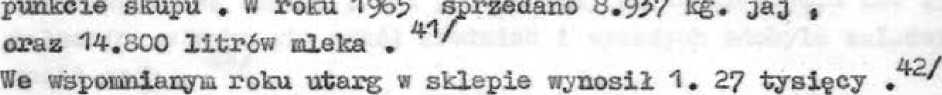 punkcie skupu . W roku 1965 sprzedano 8.957 kg. jaj ,
oraz 14.800 litrów mleka . 41/
We wspomnianym roku utarg w sklepie wynosił 1. 27 tysięcy . 42/